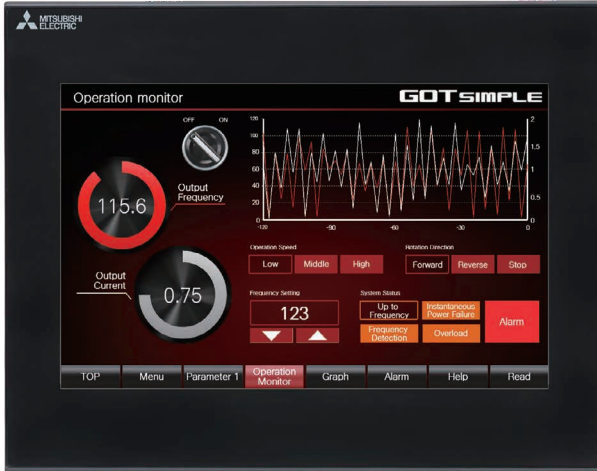 MITSUBISHI
ELECTRIC
Operation monitor
GOT SIMPLE
OFF ON
120
100
80
60
40
20
0
2
1.5
1
0.5
0
-120 -90 -60 -30 0
115.6
Output
Frequency
Output
Current
0.75
Operation Speed
Low Middle High
Rotation Direction
Forward Reverse Stop
Frequency Setting
123
System Status
Up to
Frequency
Instantaneous
Power Failure
Frequency
Detection
Overload
Alarm
TOP Menu Parameter 1 Operation
Monitor Graph Alarm Help Read